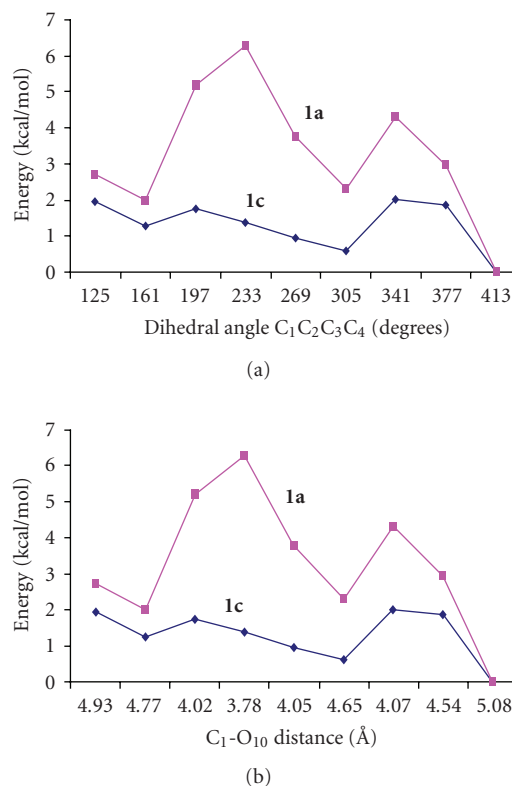 7
6
5
4
3
2
1
0
Energy (kcal/mol)
1a
1c
125 161 197 233 269 305 341 377 413
Dihedral angle C₁C₂C₃C₄ (degrees)
(a)
7
6
5
4
3
2
1
0
Energy (kcal/mol)
1a
1c
4.93 4.77 4.02 3.78 4.05 4.65 4.07 4.54 5.08
C₁-O₁₀ distance (Å)
(b)